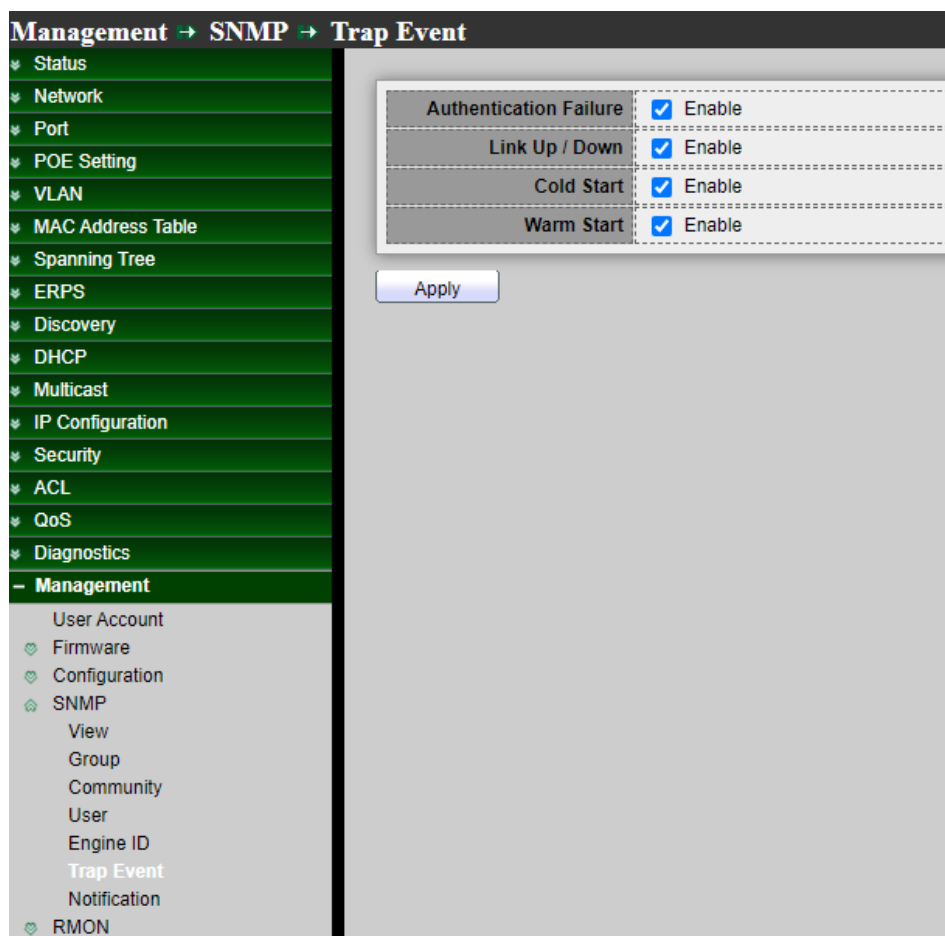 Management → SNMP → Trap Event
Status
Network
Port
POE Setting
VLAN
MAC Address Table
Spanning Tree
ERPS
Discovery
DHCP
Multicast
IP Configuration
Security
ACL
QoS
Diagnostics
Management
User Account
Firmware
Configuration
SNMP
View
Group
Community
User
Engine ID
Trap Event
Notification
RMON
Authentication Failure Enable
Link Up / Down Enable
Cold Start Enable
Warm Start Enable
Apply